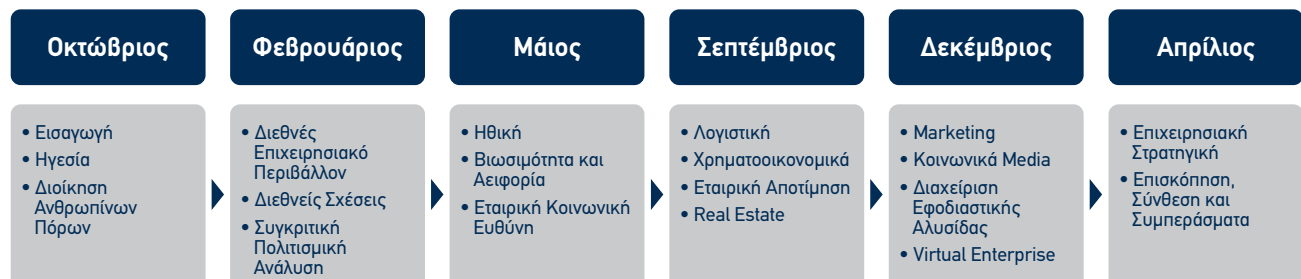 Οκτώβριος
• Εισαγωγή
• Ηγεσία
• Διοίκηση
Ανθρωπίνων
Πόρων
Φεβρουάριος
• Διεθνές
Επιχειρησιακό
Περιβάλλον
• Διεθνείς Σχέσεις
• Συγκριτική
Πολιτισμική
Ανάλυση
Μάιος
• Ηθική
• Βιωσιμότητα και
Αειφορία
• Εταιρική Κοινωνική
Ευθύνη
Σεπτέμβριος
• Λογιστική
• Χρηματοοικονομικά
• Εταιρική Αποτίμηση
• Real Estate
Δεκέμβριος
• Marketing
• Κοινωνικά Media
• Διαχείριση
Εφοδιαστικής
Αλυσίδας
• Virtual Enterprise
Απρίλιος
• Επιχειρησιακή
Στρατηγική
• Επισκόπηση,
Σύνθεση και
Συμπεράσματα